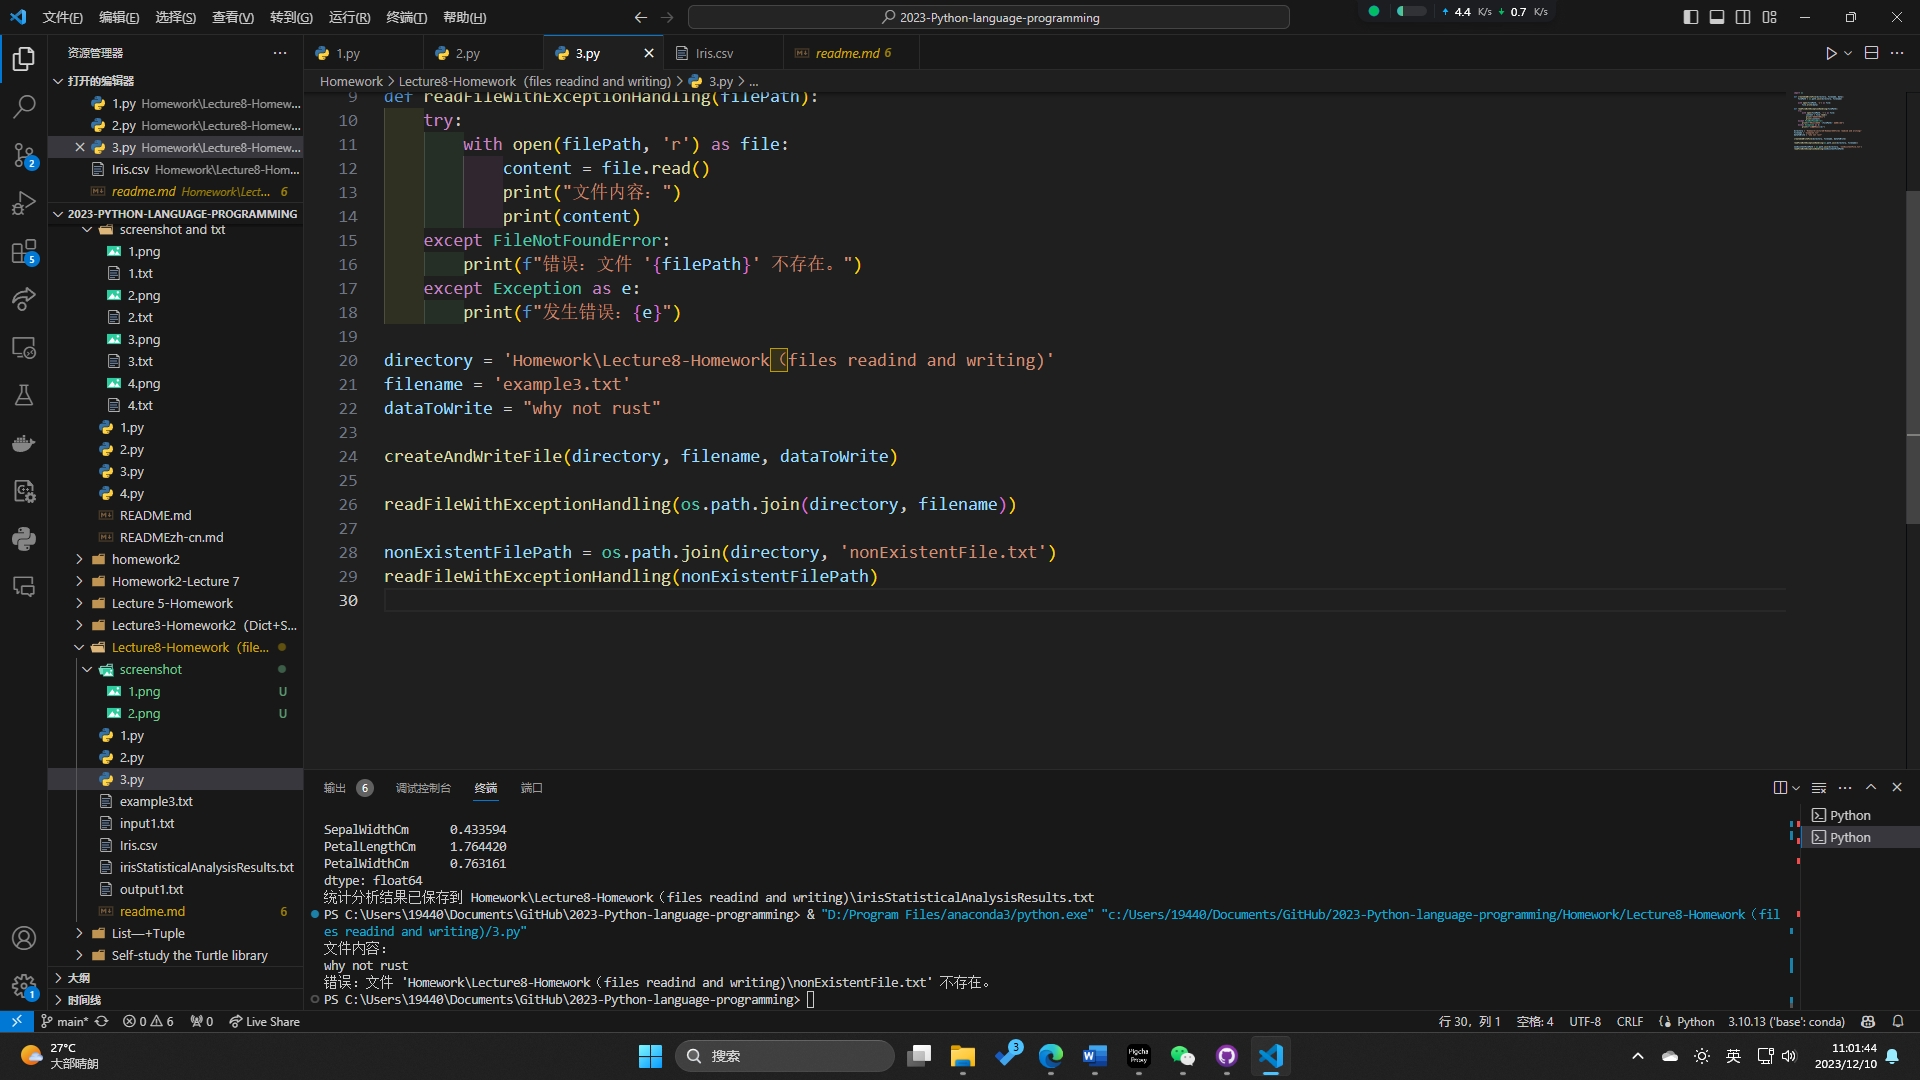 文件(F) 编辑(E) 选择(S) 查看(V) 转到(G) 运行(R) 终端(T) 帮助(H)
2023-Python-language-programming
4.4 K/s 0.7 K/s
资源管理器
打开的编辑器
1.py Homework\Lecture8-Homew...
2.py Homework\Lecture8-Homew...
3.py Homework\Lecture8-Homew...
Iris.csv Homework\Lecture8-Hom...
readme.md Homework\Lect... 6
2023-PYTHON-LANGUAGE-PROGRAMMING
screenshot and txt
1.png
1.txt
2.png
2.txt
3.png
3.txt
4.png
4.txt
1.py
2.py
3.py
4.py
README.md
READMEzh-cn.md
homework2
Homework2-Lecture 7
Lecture 5-Homework
Lecture3-Homework2（Dict+S...
Lecture8-Homework（file...
screenshot
1.png U
2.png U
1.py
2.py
3.py
example3.txt
input1.txt
Iris.csv
irisStatisticalAnalysisResults.txt
output1.txt
readme.md 6
List—+Tuple
Self-study the Turtle library
大纲
时间线
1.py 2.py 3.py Iris.csv readme.md 6
Homework > Lecture8-Homework（files readind and writing) > 3.py > ...
9 def readFileWithExceptionHandling(filePath):
10 try:
11 with open(filePath, 'r') as file:
12 content = file.read()
13 print("文件内容：")
14 print(content)
15 except FileNotFoundError:
16 print(f"错误：文件 '{filePath}' 不存在。")
17 except Exception as e:
18 print(f"发生错误：{e}")
19
20 directory = 'Homework\Lecture8-Homework（files readind and writing)'
21 filename = 'example3.txt'
22 dataToWrite = "why not rust"
23
24 createAndWriteFile(directory, filename, dataToWrite)
25
26 readFileWithExceptionHandling(os.path.join(directory, filename))
27
28 nonExistentFilePath = os.path.join(directory, 'nonExistentFile.txt')
29 readFileWithExceptionHandling(nonExistentFilePath)
30
输出 6 调试控制台 终端 端口
SepalWidthCm 0.433594
PetalLengthCm 1.764420
PetalWidthCm 0.763161
dtype: float64
统计分析结果已保存到 Homework\Lecture8-Homework（files readind and writing)\irisStatisticalAnalysisResults.txt
PS C:\Users\19440\Documents\GitHub\2023-Python-language-programming> & "D:/Program Files/anaconda3/python.exe" "c:/Users/19440/Documents/GitHub/2023-Python-language-programming/Homework/Lecture8-Homework（fil
es readind and writing)/3.py"
文件内容：
why not rust
错误：文件 'Homework\Lecture8-Homework（files readind and writing)\nonExistentFile.txt' 不存在。
PS C:\Users\19440\Documents\GitHub\2023-Python-language-programming>
Python
Python
2
5
1
main* 0 6 0 Live Share
行 30，列 1 空格: 4 UTF-8 CRLF Python 3.10.13 ('base': conda)
27°C
大部晴朗
搜索
3
Pigcha
Proxy
英
11:01:44
2023/12/10